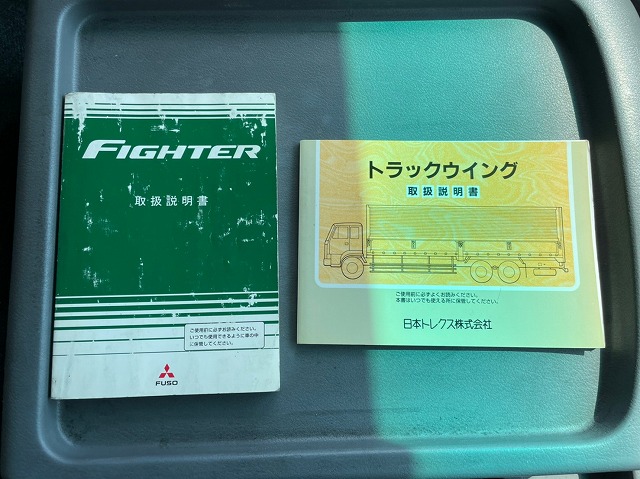 FIGHTER
取扱説明書
ご使用前に必ずお読みください。
いつでも使用できるように車の中
に保管してください。
FUSO
トラックウイング
取扱説明書
ご使用前に必ずよくお読みください。
本書はいつでも使える所に保管してください。
日本トレクス株式会社